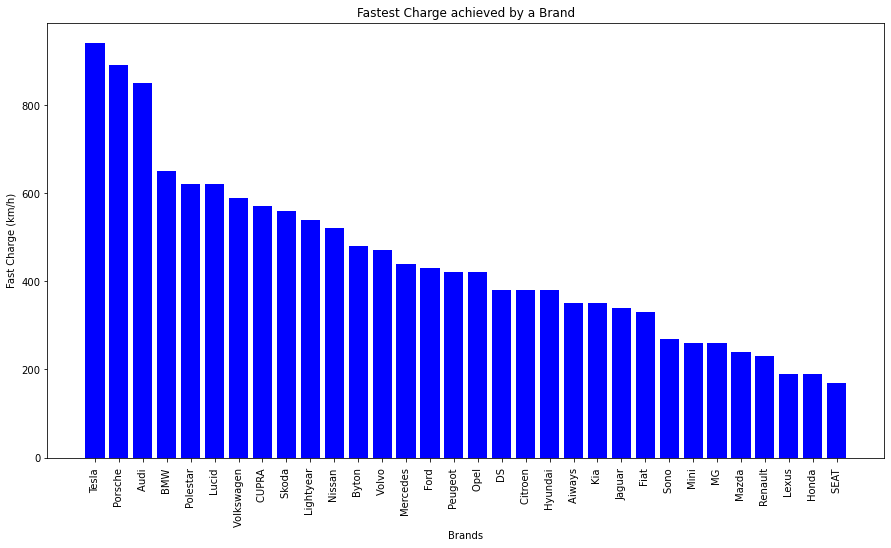 Fastest Charge achieved by a Brand
Fast Charge (km/h)
800
600
400
200
0
Tesla
Porsche
Audi
BMW
Polestar
Lucid
Volkswagen
CUPRA
Skoda
Lightyear
Nissan
Byton
Volvo
Mercedes
Ford
Peugeot
Opel
DS
Citroen
Hyundai
Aiways
Kia
Jaguar
Fiat
Sono
Mini
MG
Mazda
Renault
Lexus
Honda
SEAT
Brands